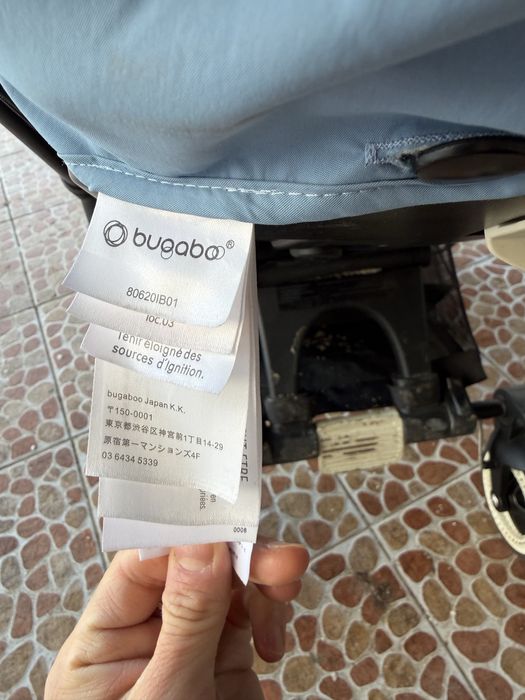 bugaboo®
80620IB01
loc.03
Tenir éloigné des
sources d'ignition.
bugaboo Japan K.K.
〒150-0001
東京都渋谷区神宮前1丁目14-29
原宿第一マンションズ4F
03 6434 5339
en
0008